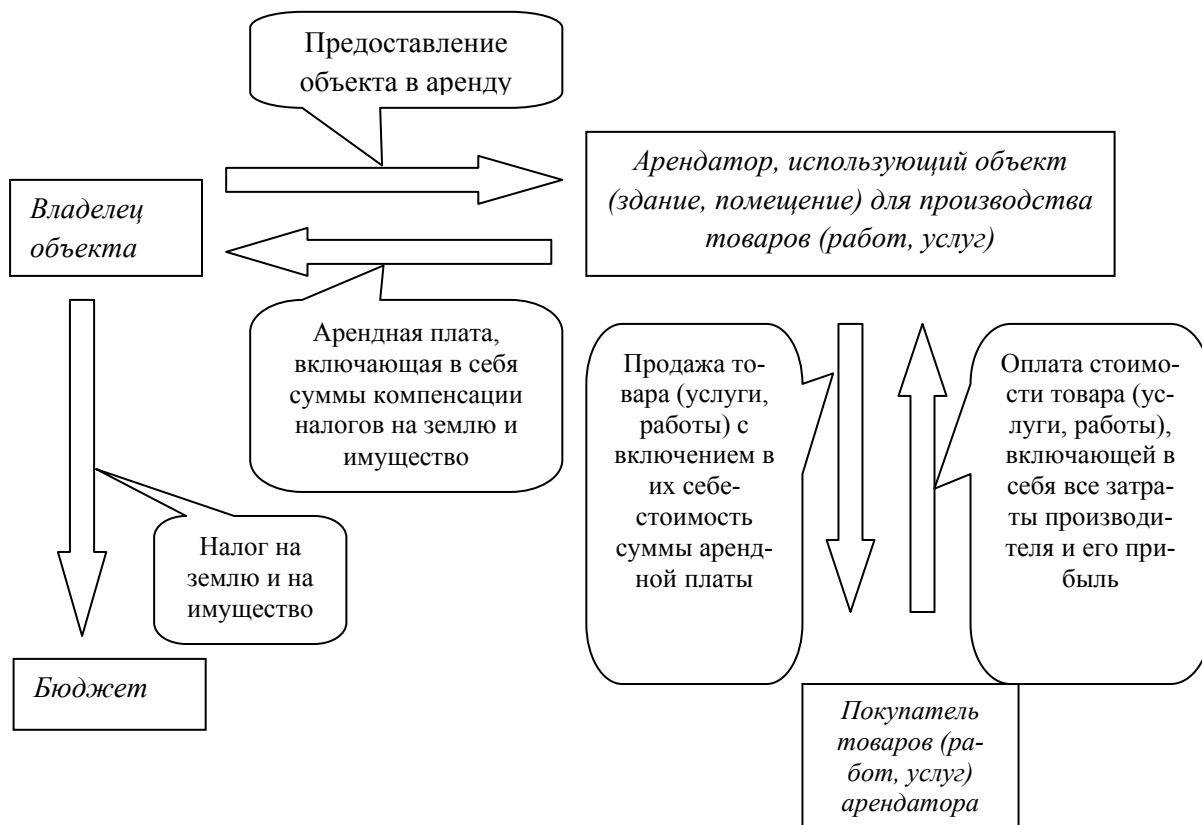 Предоставление
объекта в аренду
Арендатор, использующий объект
(здание, помещение) для производства
товаров (работ, услуг)
Владелец
объекта
Арендная плата,
включающая в себя
суммы компенсации
налогов на землю и
имущество
Продажа то-
вара (услуги,
работы) с
включением в
их себе-
стоимость
суммы аренд-
ной платы
Оплата стоимо-
сти товара (ус-
луги, работы),
включающей в
себя все затра-
ты производи-
теля и его при-
быль
Налог на
землю и на
имущество
Бюджет
Покупатель
товаров (ра-
бот, услуг)
арендатора